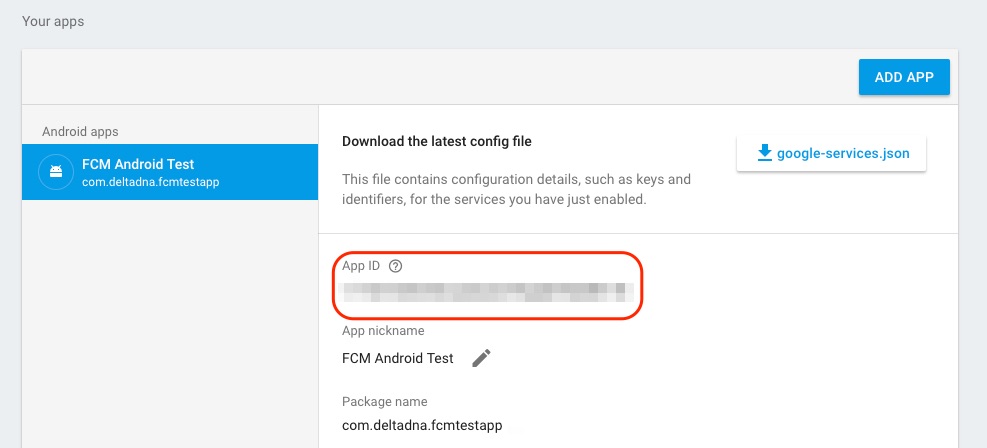 Your apps
ADD APP
Android apps
FCM Android Test
com.deltadna.fcmtestapp
Download the latest config file
google-services.json
This file contains configuration details, such as keys and
identifiers, for the services you have just enabled.
App ID
App nickname
FCM Android Test
Package name
com.deltadna.fcmtestapp